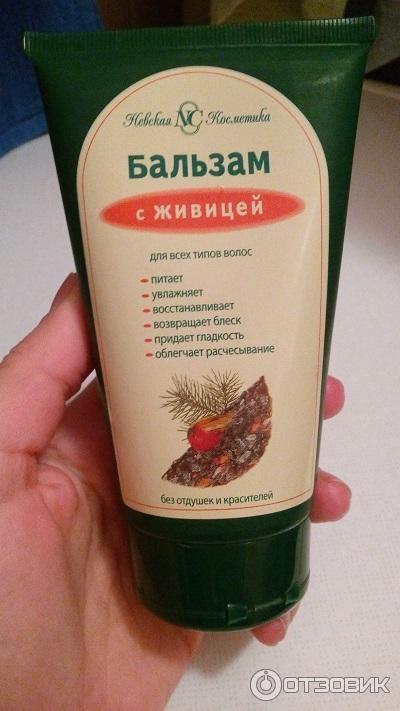 Невская NC Косметика
Бальзам
с живицей
для всех типов волос
питает
увлажняет
восстанавливает
возвращает блеск
придает гладкость
облегчает расчесывание
без отдушек и красителей
ОТЗОВИК